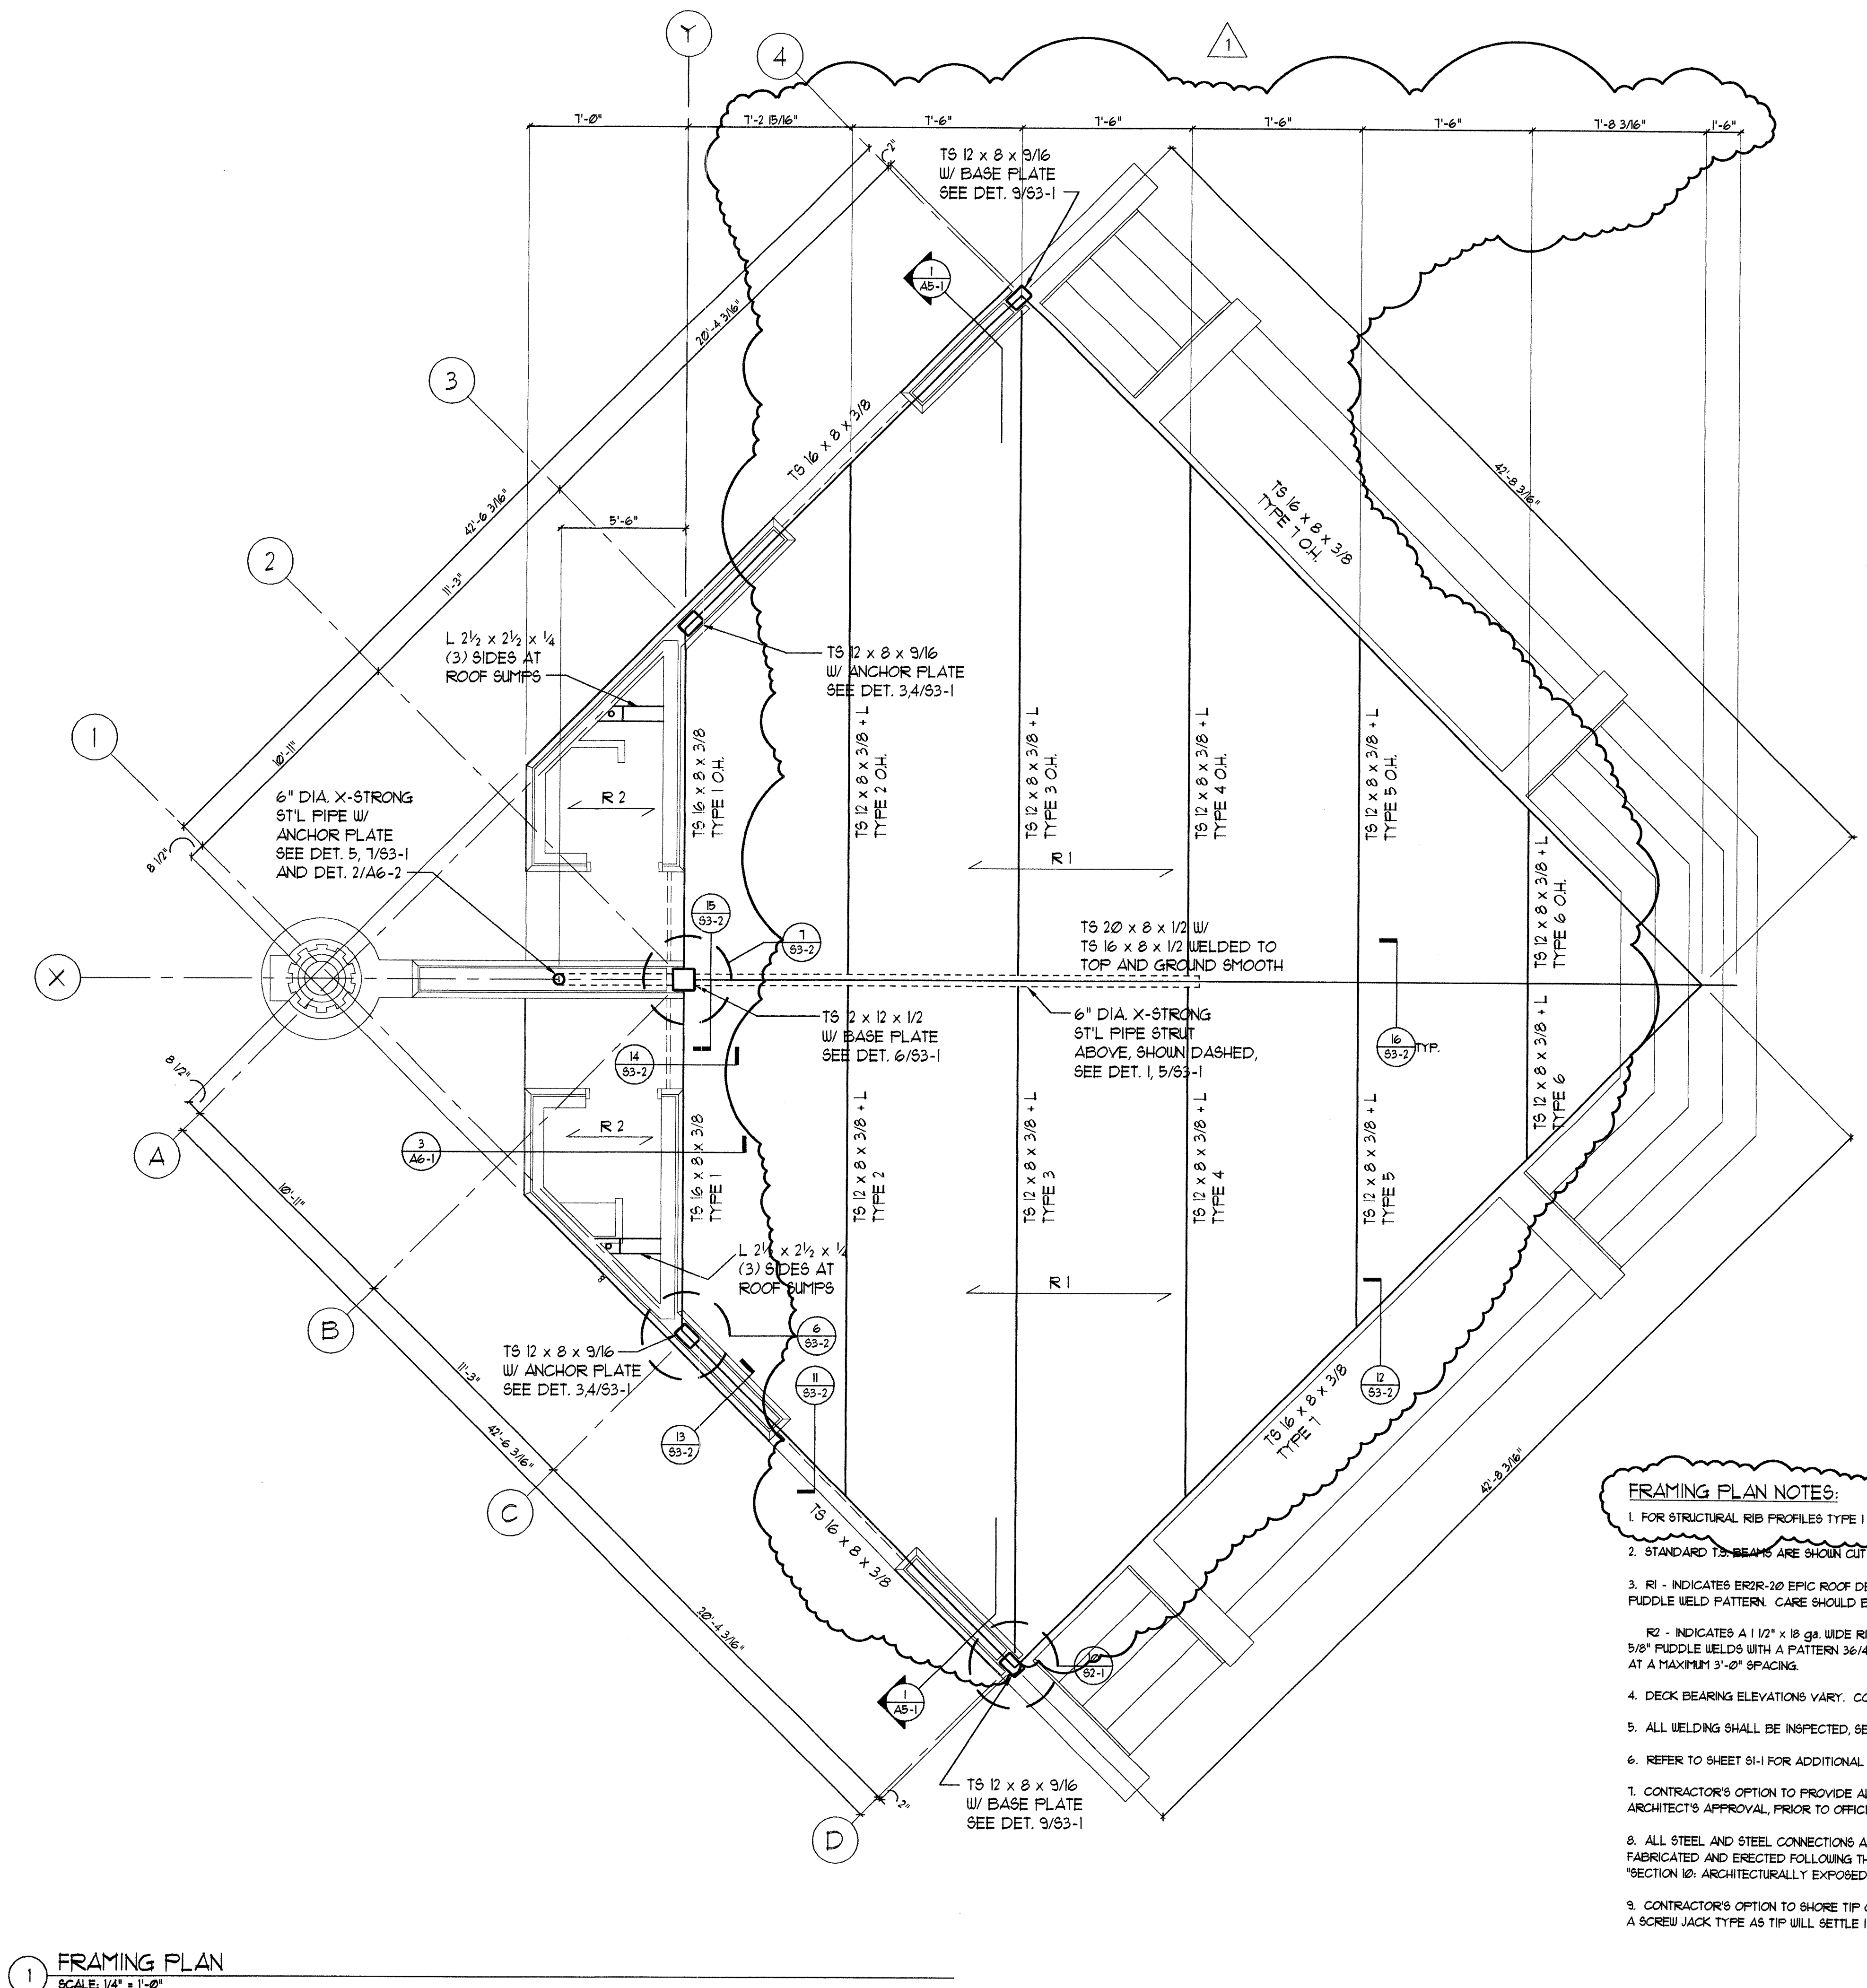 Y
4
1
7'-0"
7'-2 15/16"
7'-6"
7'-6"
7'-6"
7'-6"
7'-8 3/16"
1'-6"
2"
TS 12 x 8 x 9/16
W/ BASE PLATE
SEE DET. 9/S3-1
1
A5-1
20'-4 3/16"
3
TS 16 x 8 x 3/8
42'-6 3/16"
42'-8 3/16"
TS 16 x 8 x 3/8
TYPE 7 O.H.
5'-6"
2
11'-3"
L 2½ x 2½ x ¼
(3) SIDES AT
ROOF SUMPS
TS 12 x 8 x 9/16
W/ ANCHOR PLATE
SEE DET. 3,4/S3-1
1
10'-11"
TS 16 x 8 x 3/8
TYPE 1 O.H.
TS 12 x 8 x 3/8 + L
TYPE 2 O.H.
TS 12 x 8 x 3/8 + L
TYPE 3 O.H.
TS 12 x 8 x 3/8 + L
TYPE 4 O.H.
TS 12 x 8 x 3/8 + L
TYPE 5 O.H.
TS 12 x 8 x 3/8 + L
TYPE 6 O.H.
6" DIA. X-STRONG
ST'L PIPE W/
ANCHOR PLATE
SEE DET. 5, 7/S3-1
AND DET. 2/A6-2
R 2
8 1/2"
R 1
15
S3-2
7
S3-2
TS 20 x 8 x 1/2 W/
TS 16 x 8 x 1/2 WELDED TO
TOP AND GROUND SMOOTH
X
TS 12 x 12 x 1/2
W/ BASE PLATE
SEE DET. 6/S3-1
6" DIA. X-STRONG
ST'L PIPE STRUT
ABOVE, SHOWN DASHED,
SEE DET. 1, 5/S3-1
16
S3-2
TYP.
14
S3-2
8 1/2"
A
R 2
3
A6-1
TS 16 x 8 x 3/8
TYPE 1
TS 12 x 8 x 3/8 + L
TYPE 2
TS 12 x 8 x 3/8 + L
TYPE 3
TS 12 x 8 x 3/8 + L
TYPE 4
TS 12 x 8 x 3/8 + L
TYPE 5
TS 12 x 8 x 3/8 + L
TYPE 6
10'-11"
L 2½ x 2½ x ¼
(3) SIDES AT
ROOF SUMPS
8
R 1
B
6
S3-2
TS 12 x 8 x 9/16
W/ ANCHOR PLATE
SEE DET. 3,4/S3-1
11'-3"
11
S3-2
12
S3-2
TS 16 x 8 x 3/8
TYPE 7
13
S3-2
42'-6 3/16"
42'-8 3/16"
C
TS 16 x 8 x 3/8
20'-4 3/16"
10
S2-1
1
A5-1
2"
D
TS 12 x 8 x 9/16
W/ BASE PLATE
SEE DET. 9/S3-1
FRAMING PLAN NOTES:
1. FOR STRUCTURAL RIB PROFILES TYPE 1
2. STANDARD T.S. BEAMS ARE SHOWN CUT
3. R1 - INDICATES ER2R-20 EPIC ROOF DE
PUDDLE WELD PATTERN. CARE SHOULD B
R2 - INDICATES A 1 1/2" x 18 ga. WIDE RI
5/8" PUDDLE WELDS WITH A PATTERN 36/4
AT A MAXIMUM 3'-0" SPACING.
4. DECK BEARING ELEVATIONS VARY. CO
5. ALL WELDING SHALL BE INSPECTED, SE
6. REFER TO SHEET S1-1 FOR ADDITIONAL
7. CONTRACTOR'S OPTION TO PROVIDE AL
ARCHITECT'S APPROVAL, PRIOR TO OFFICI
8. ALL STEEL AND STEEL CONNECTIONS A
FABRICATED AND ERECTED FOLLOWING TH
"SECTION 10: ARCHITECTURALLY EXPOSED
9. CONTRACTOR'S OPTION TO SHORE TIP O
A SCREW JACK TYPE AS TIP WILL SETTLE 1
1
FRAMING PLAN
SCALE: 1/4" = 1'-0"